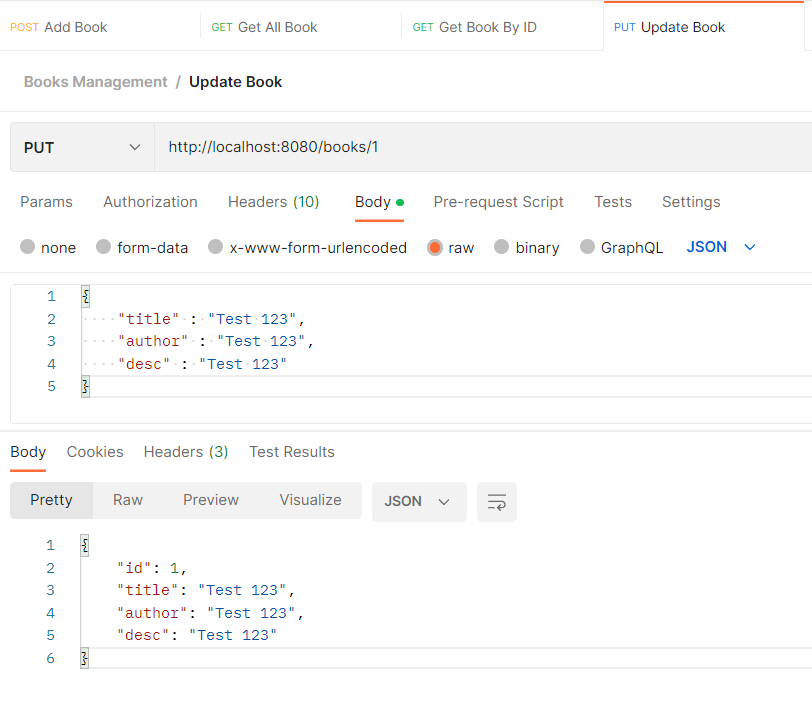 POST Add Book GET Get All Book GET Get Book By ID PUT Update Book
Books Management / Update Book
PUT http://localhost:8080/books/1
Params Authorization Headers (10) Body Pre-request Script Tests Settings
none form-data x-www-form-urlencoded raw binary GraphQL JSON
1 {
2 ····"title"·:·"Test·123",
3 ····"author"·:·"Test·123",
4 ····"desc"·:·"Test·123"
5 }
Body Cookies Headers (3) Test Results
Pretty Raw Preview Visualize JSON
1 {
2 "id": 1,
3 "title": "Test 123",
4 "author": "Test 123",
5 "desc": "Test 123"
6 }